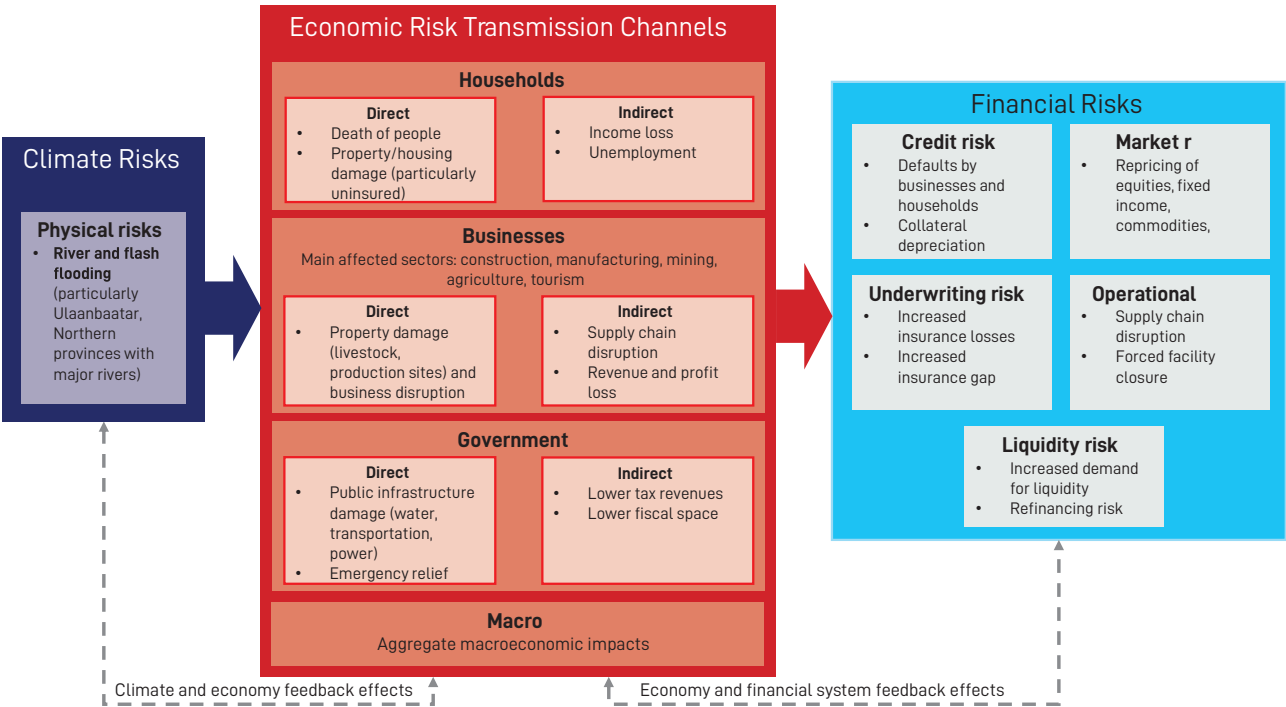 Climate Risks
Physical risks
• River and flash
flooding
(particularly
Ulaanbaatar,
Northern
provinces with
major rivers)
Economic Risk Transmission Channels
Households
Direct
• Death of people
• Property/housing
damage (particularly
uninsured)
Indirect
• Income loss
• Unemployment
Businesses
Main affected sectors: construction, manufacturing, mining,
agriculture, tourism
Direct
• Property damage
(livestock,
production sites) and
business disruption
Indirect
• Supply chain
disruption
• Revenue and profit
loss
Government
Direct
• Public infrastructure
damage (water,
transportation,
power)
• Emergency relief
Indirect
• Lower tax revenues
• Lower fiscal space
Macro
Aggregate macroeconomic impacts
Financial Risks
Credit risk
• Defaults by
businesses and
households
• Collateral
depreciation
Market r
• Repricing of
equities, fixed
income,
commodities,
Underwriting risk
• Increased
insurance losses
• Increased
insurance gap
Operational
• Supply chain
disruption
• Forced facility
closure
Liquidity risk
• Increased demand
for liquidity
• Refinancing risk
Climate and economy feedback effects
Economy and financial system feedback effects